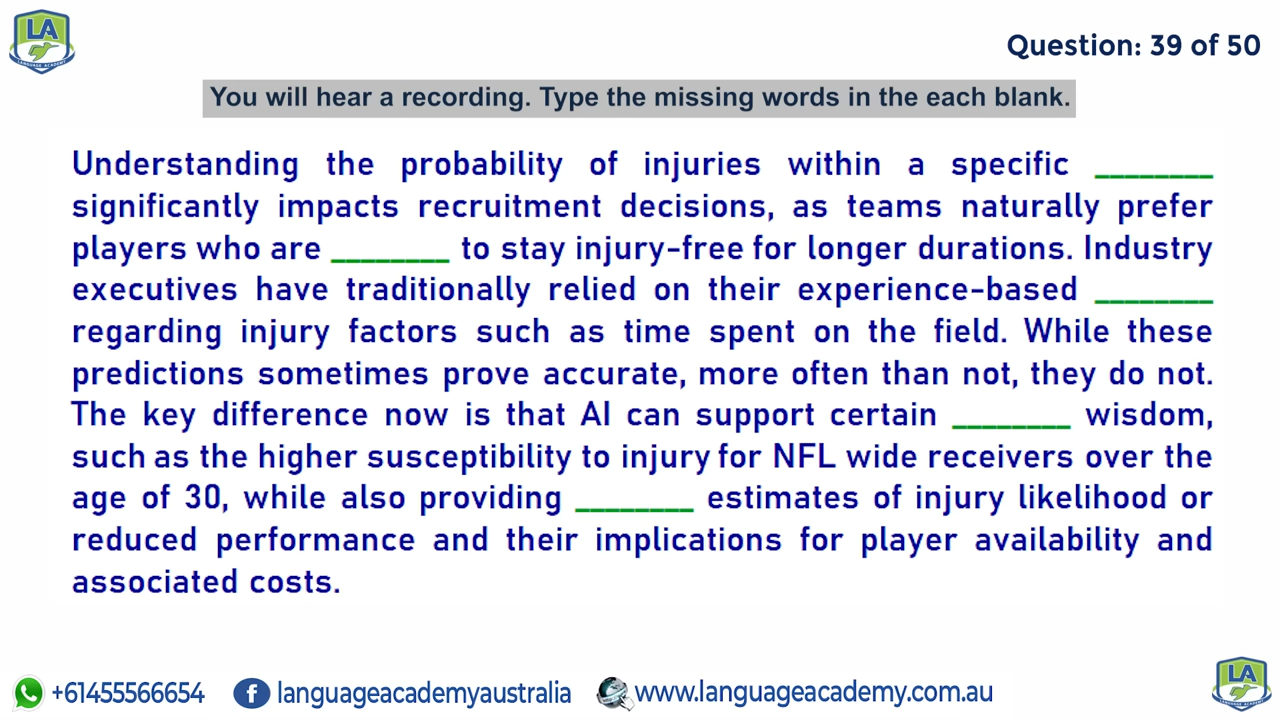 LA
LANGUAGE ACADEMY
Question: 39 of 50
You will hear a recording. Type the missing words in the each blank.
Understanding the probability of injuries within a specific ________
significantly impacts recruitment decisions, as teams naturally prefer
players who are ________ to stay injury-free for longer durations. Industry
executives have traditionally relied on their experience-based ________
regarding injury factors such as time spent on the field. While these
predictions sometimes prove accurate, more often than not, they do not.
The key difference now is that AI can support certain ________ wisdom,
such as the higher susceptibility to injury for NFL wide receivers over the
age of 30, while also providing ________ estimates of injury likelihood or
reduced performance and their implications for player availability and
associated costs.
+61455566654
languageacademyaustralia
www.languageacademy.com.au
LA
LANGUAGE ACADEMY